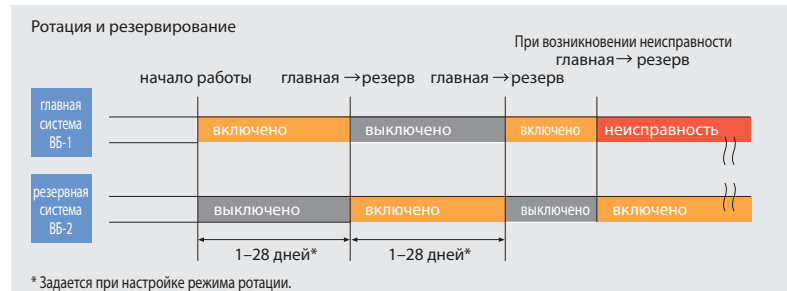 Ротация и резервирование
При возникновении неисправности
главная→ резерв
начало работы
главная →резерв
главная →резерв
главная
система
ВБ-1
включено
выключено
включено
неисправность
резервная
система
ВБ-2
выключено
включено
выключено
включено
1–28 дней*
1–28 дней*
* Задается при настройке режима ротации.